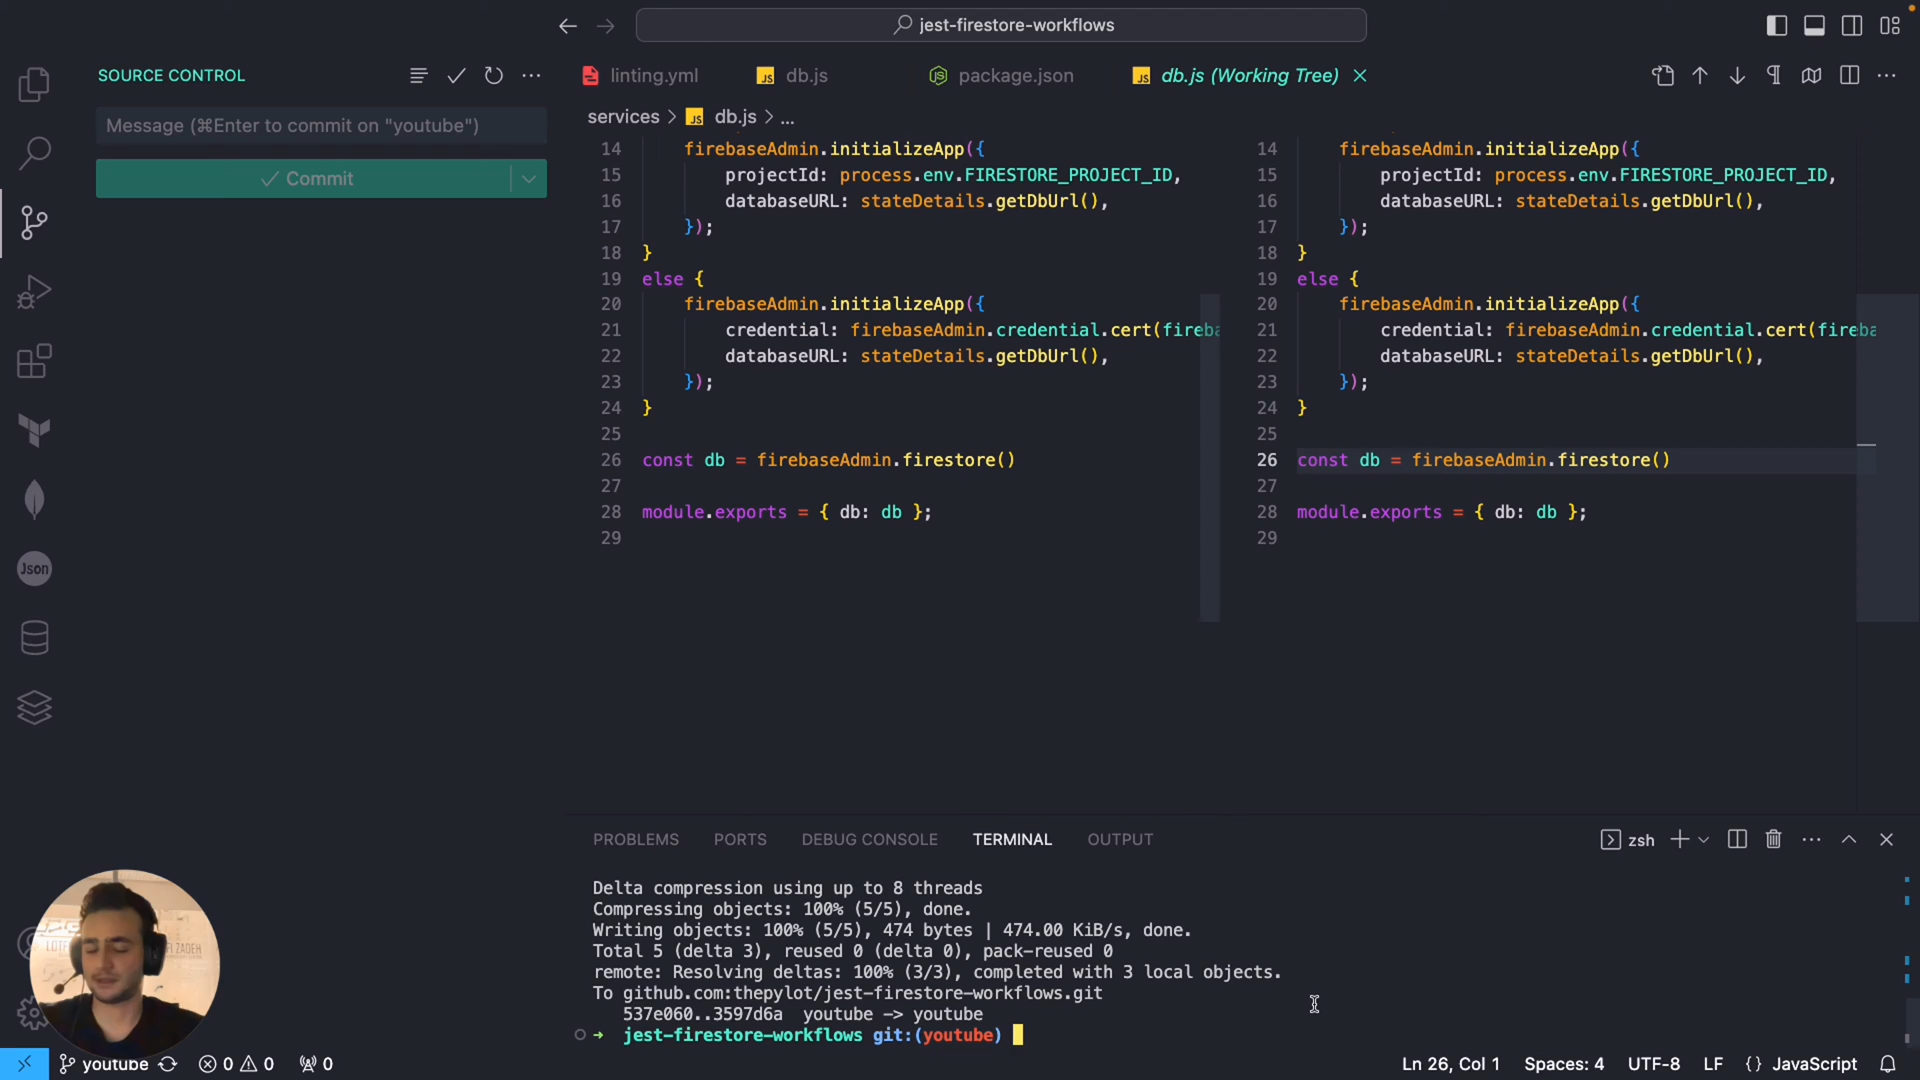 jest-firestore-workflows
SOURCE CONTROL
Message (⌘Enter to commit on "youtube")
Commit
linting.yml
db.js
package.json
db.js (Working Tree)
services > db.js > ...
14 firebaseAdmin.initializeApp({
15 projectId: process.env.FIRESTORE_PROJECT_ID,
16 databaseURL: stateDetails.getDbUrl(),
17 });
18 }
19 else {
20 firebaseAdmin.initializeApp({
21 credential: firebaseAdmin.credential.cert(fireba
22 databaseURL: stateDetails.getDbUrl(),
23 });
24 }
25
26 const db = firebaseAdmin.firestore()
27
28 module.exports = { db: db };
29
14 firebaseAdmin.initializeApp({
15 projectId: process.env.FIRESTORE_PROJECT_ID,
16 databaseURL: stateDetails.getDbUrl(),
17 });
18 }
19 else {
20 firebaseAdmin.initializeApp({
21 credential: firebaseAdmin.credential.cert(fireba
22 databaseURL: stateDetails.getDbUrl(),
23 });
24 }
25
26 const db = firebaseAdmin.firestore()
27
28 module.exports = { db: db };
29
Json
PROBLEMS
PORTS
DEBUG CONSOLE
TERMINAL
OUTPUT
zsh
Delta compression using up to 8 threads
Compressing objects: 100% (5/5), done.
Writing objects: 100% (5/5), 474 bytes | 474.00 KiB/s, done.
Total 5 (delta 3), reused 0 (delta 0), pack-reused 0
remote: Resolving deltas: 100% (3/3), completed with 3 local objects.
To github.com:thepylot/jest-firestore-workflows.git
537e060..3597d6a youtube -> youtube
➜ jest-firestore-workflows git:(youtube)
youtube
0
0
0
Ln 26, Col 1
Spaces: 4
UTF-8
LF
{} JavaScript